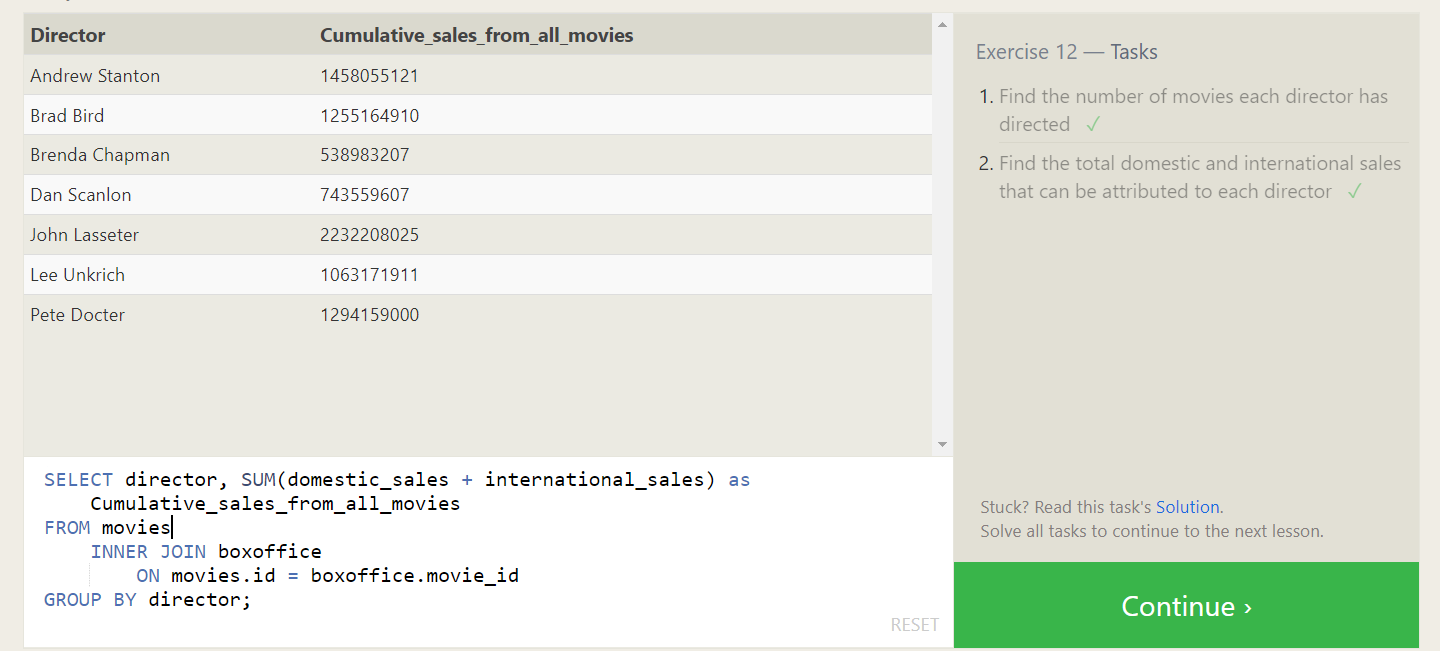 Director Cumulative_sales_from_all_movies
Andrew Stanton 1458055121
Brad Bird 1255164910
Brenda Chapman 538983207
Dan Scanlon 743559607
John Lasseter 2232208025
Lee Unkrich 1063171911
Pete Docter 1294159000
SELECT director, SUM(domestic_sales + international_sales) as
Cumulative_sales_from_all_movies
FROM movies
INNER JOIN boxoffice
ON movies.id = boxoffice.movie_id
GROUP BY director;
RESET
Exercise 12 — Tasks
1. Find the number of movies each director has
directed ✓
2. Find the total domestic and international sales
that can be attributed to each director ✓
Stuck? Read this task's Solution.
Solve all tasks to continue to the next lesson.
Continue ›